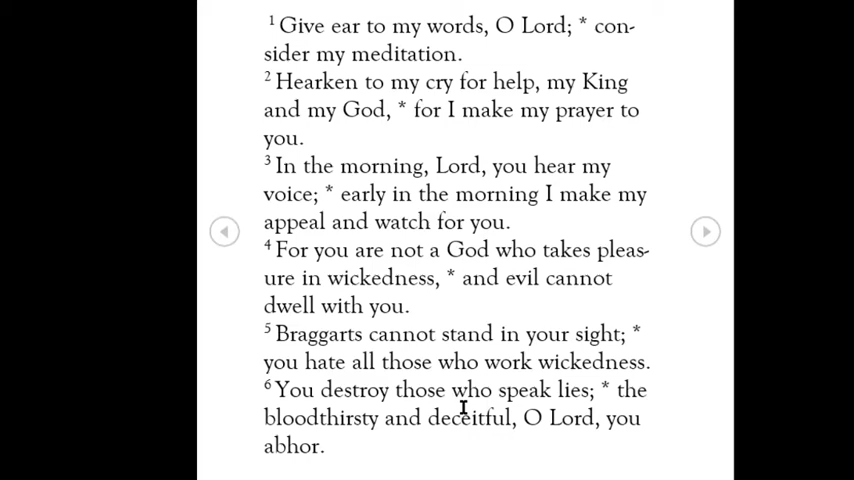 1 Give ear to my words, O Lord; * con-
sider my meditation.
2 Hearken to my cry for help, my King
and my God, * for I make my prayer to
you.
3 In the morning, Lord, you hear my
voice; * early in the morning I make my
appeal and watch for you.
4 For you are not a God who takes pleas-
ure in wickedness, * and evil cannot
dwell with you.
5 Braggarts cannot stand in your sight; *
you hate all those who work wickedness.
6 You destroy those who speak lies; * the
bloodthirsty and deceitful, O Lord, you
abhor.